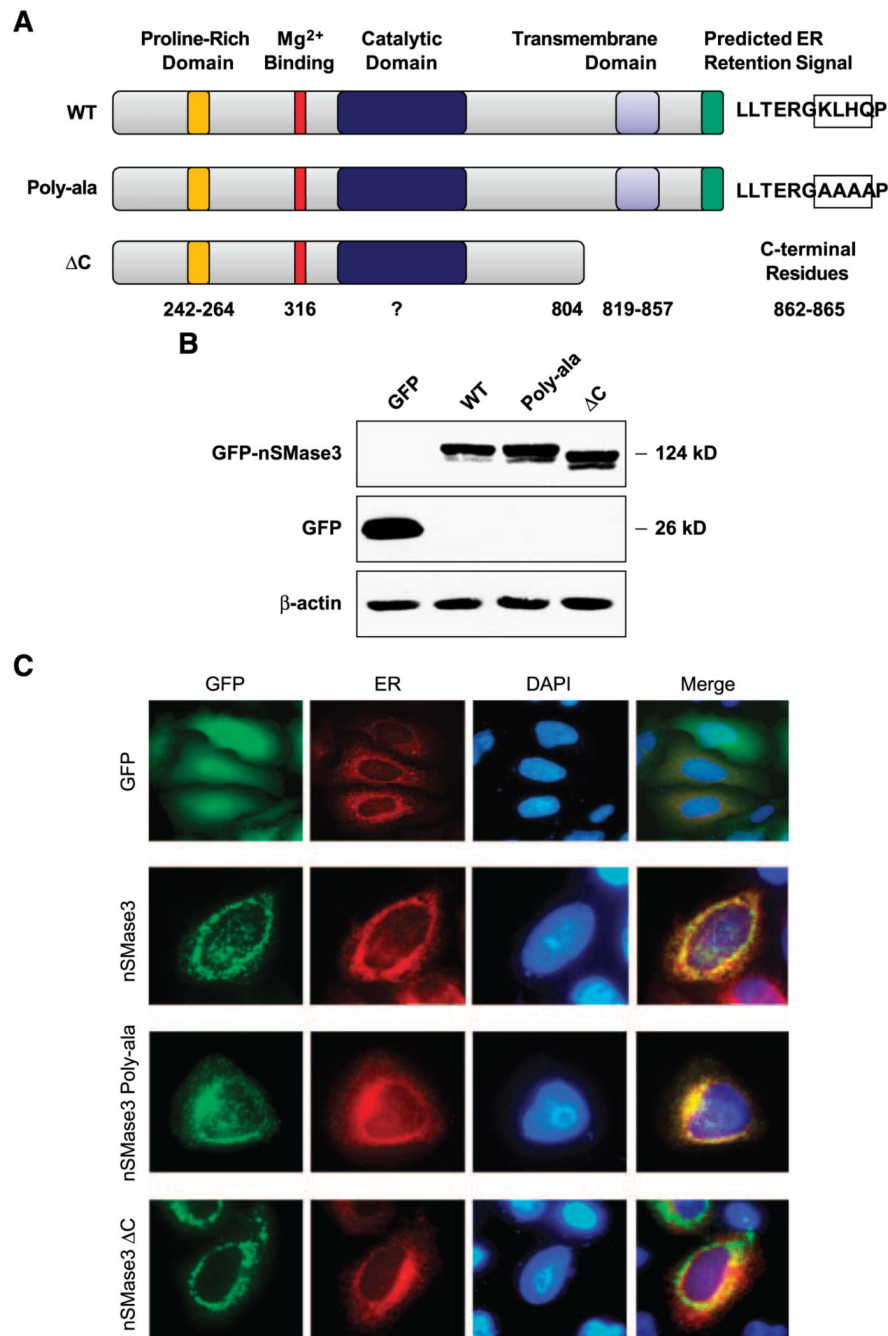 A
Proline-Rich Domain
Mg2+ Binding
Catalytic Domain
Transmembrane Domain
Predicted ER Retention Signal
WT
LLTERGKLHQP
Poly-ala
LLTERGAAAAP
ΔC
C-terminal Residues
242-264 316 ? 804 819-857 862-865
B
GFP WT Poly-ala ΔC
GFP-nSMase3 – 124 kD
GFP – 26 kD
β-actin
C
GFP ER DAPI Merge
GFP
nSMase3
nSMase3 Poly-ala
nSMase3 ΔC